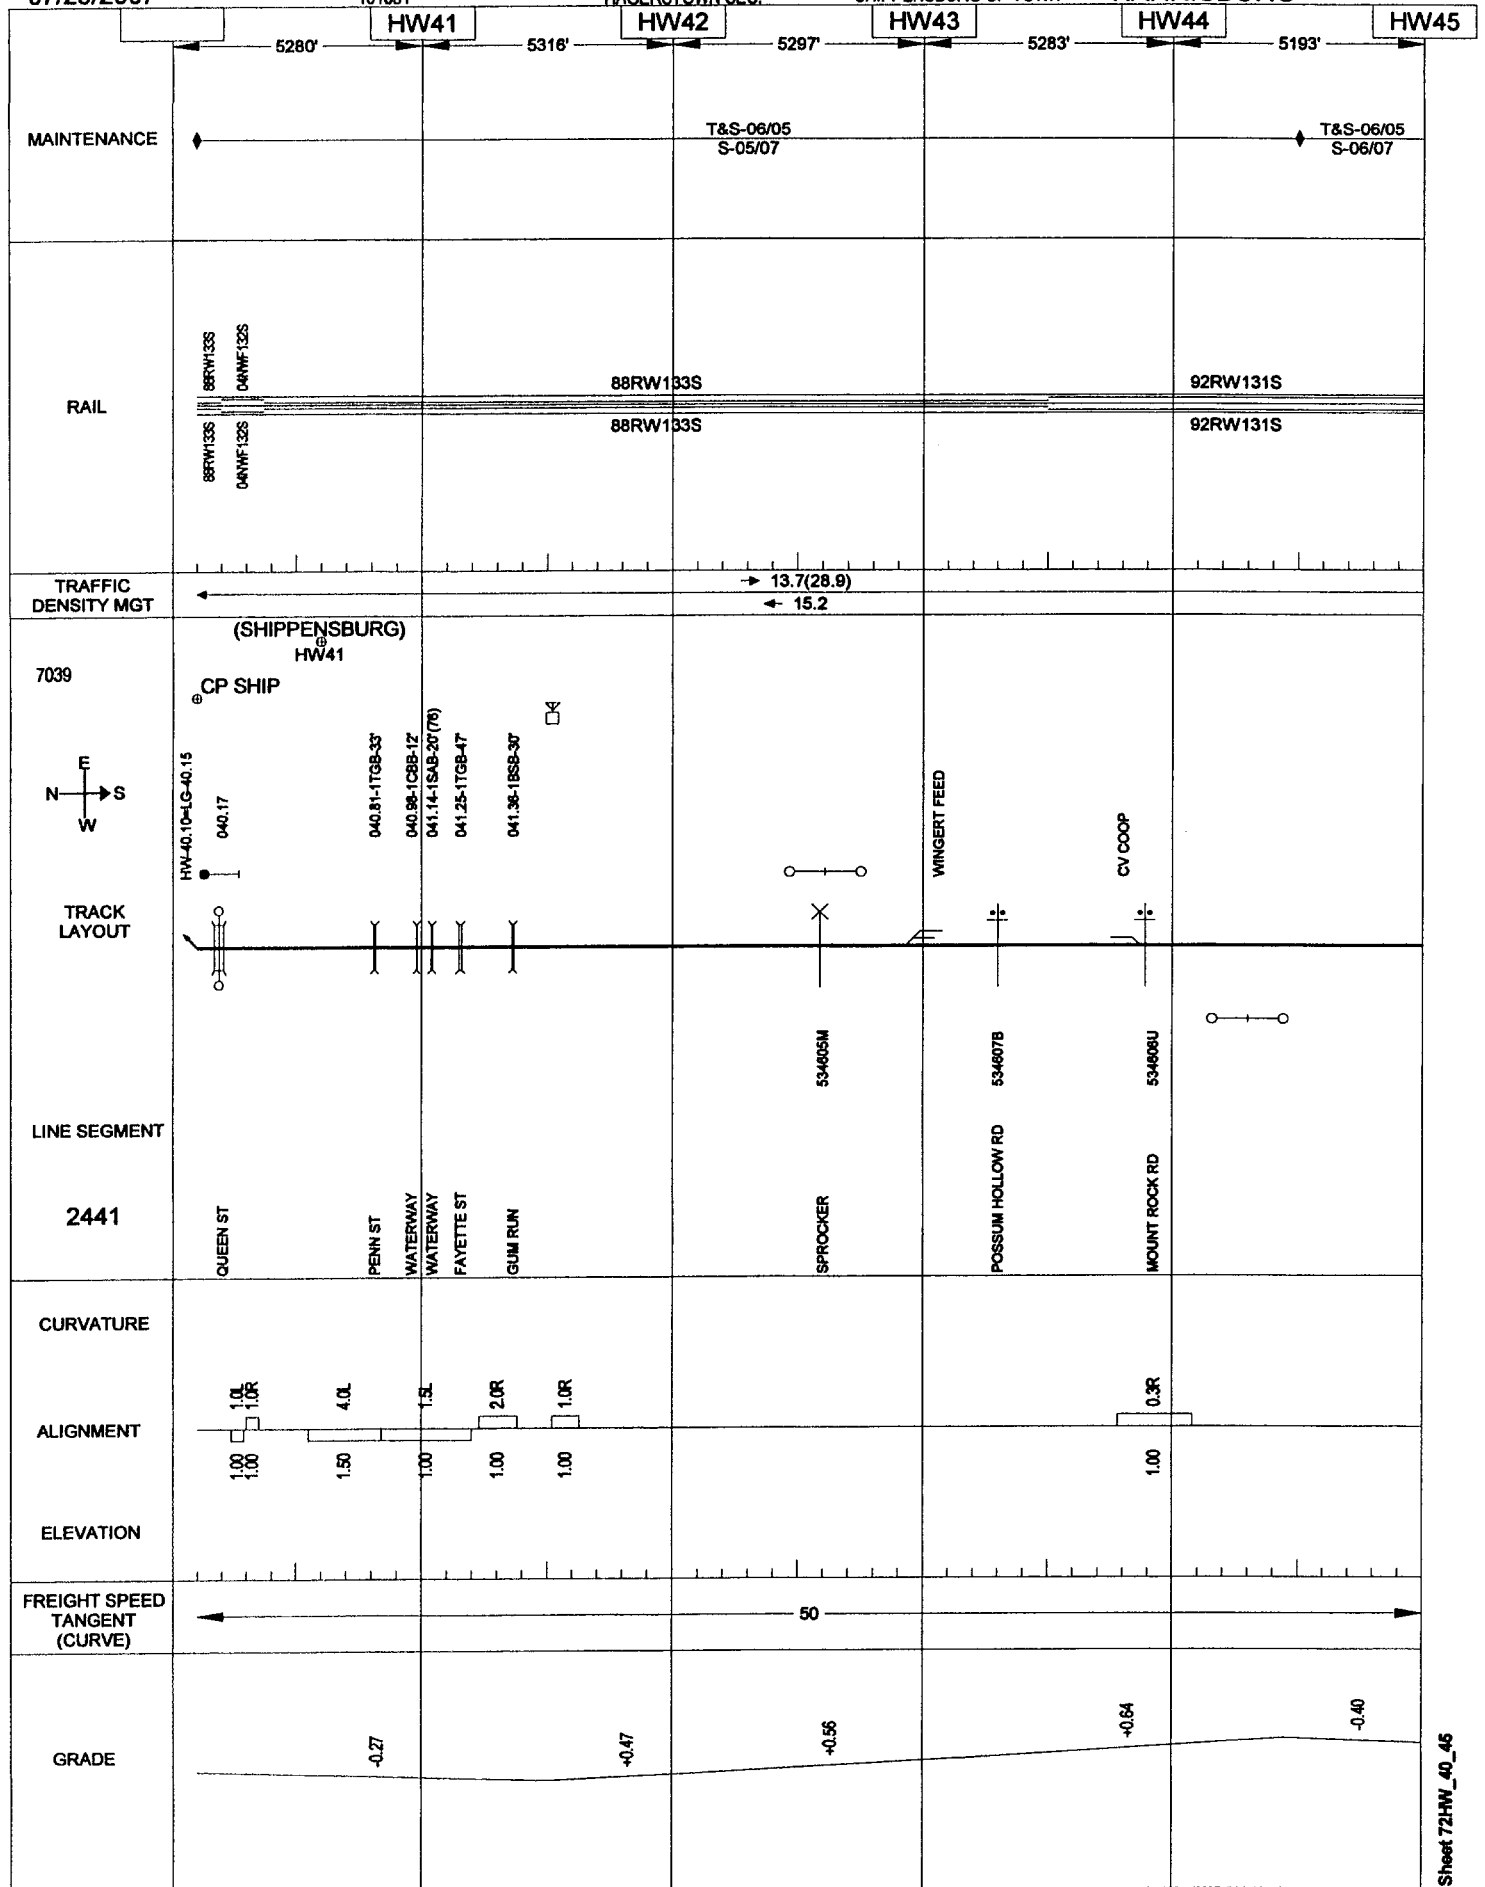 HW41 HW42 HW43 HW44 HW45
5280' 5316' 5297' 5283' 5193'
MAINTENANCE
T&S-06/05
S-05/07
T&S-06/05
S-06/07
RAIL
88RW133S
04NWF132S
88RW133S
92RW131S
88RW133S
04NWF132S
88RW133S
92RW131S
TRAFFIC
DENSITY MGT
13.7(28.9)
15.2
(SHIPPENSBURG)
HW41
7039
CP SHIP
E
N S
W
HW-40.10=LG-40.15
040.17
040.81-1TGB-33'
040.98-1CBB-12'
041.14-1SAB-20'(76)
041.25-1TGB-47'
041.36-1BSB-30'
WINGERT FEED
CV COOP
TRACK
LAYOUT
534605M
534607B
534608U
LINE SEGMENT
2441
QUEEN ST
PENN ST
WATERWAY
WATERWAY
FAYETTE ST
GUM RUN
SPROCKER
POSSUM HOLLOW RD
MOUNT ROCK RD
CURVATURE
1.0L
1.0R
4.0L
1.5L
2.0R
1.0R
0.3R
ALIGNMENT
1.00
1.00
1.50
1.00
1.00
1.00
1.00
ELEVATION
FREIGHT SPEED
TANGENT
(CURVE)
50
GRADE
-0.27
+0.47
+0.56
+0.64
-0.40
Sheet 72HW_40_45